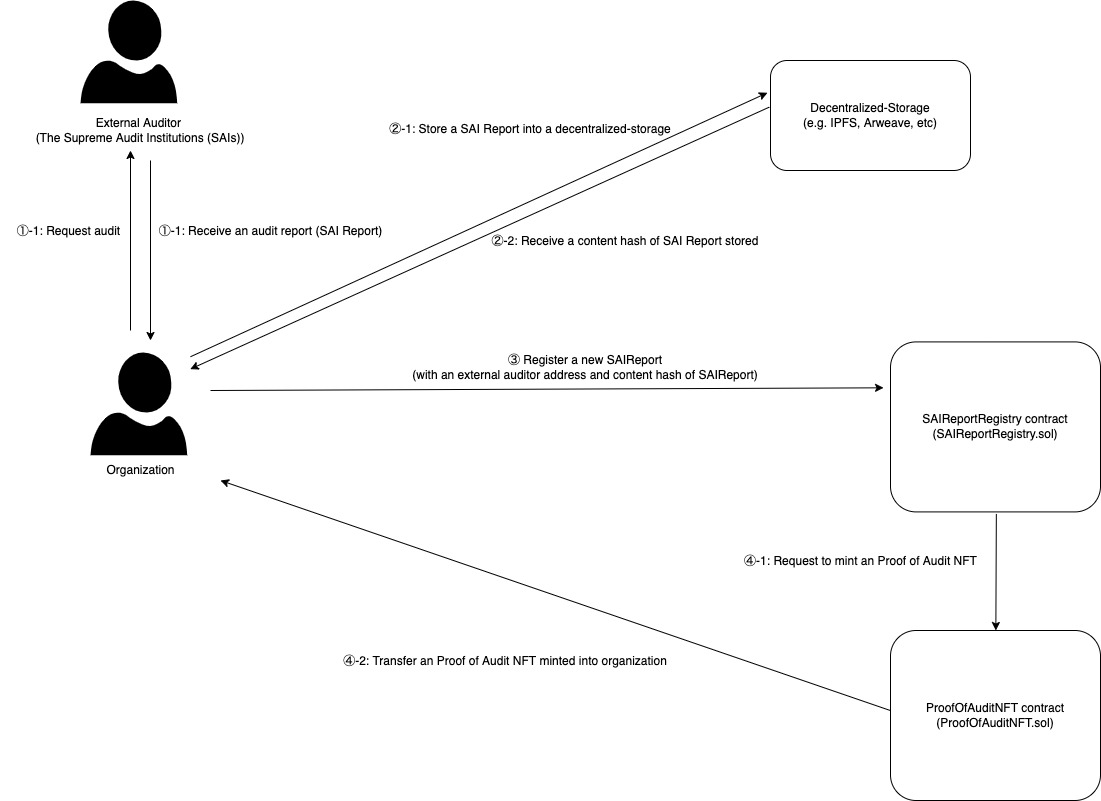 External Auditor
(The Supreme Audit Institutions (SAIs))
②-1: Store a SAI Report into a decentralized-storage
Decentralized-Storage
(e.g. IPFS, Arweave, etc)
①-1: Request audit
①-1: Receive an audit report (SAI Report)
②-2: Receive a content hash of SAI Report stored
③ Register a new SAIReport
(with an external auditor address and content hash of SAIReport)
SAIReportRegistry contract
(SAIReportRegistry.sol)
Organization
④-1: Request to mint an Proof of Audit NFT
④-2: Transfer an Proof of Audit NFT minted into organization
ProofOfAuditNFT contract
(ProofOfAuditNFT.sol)